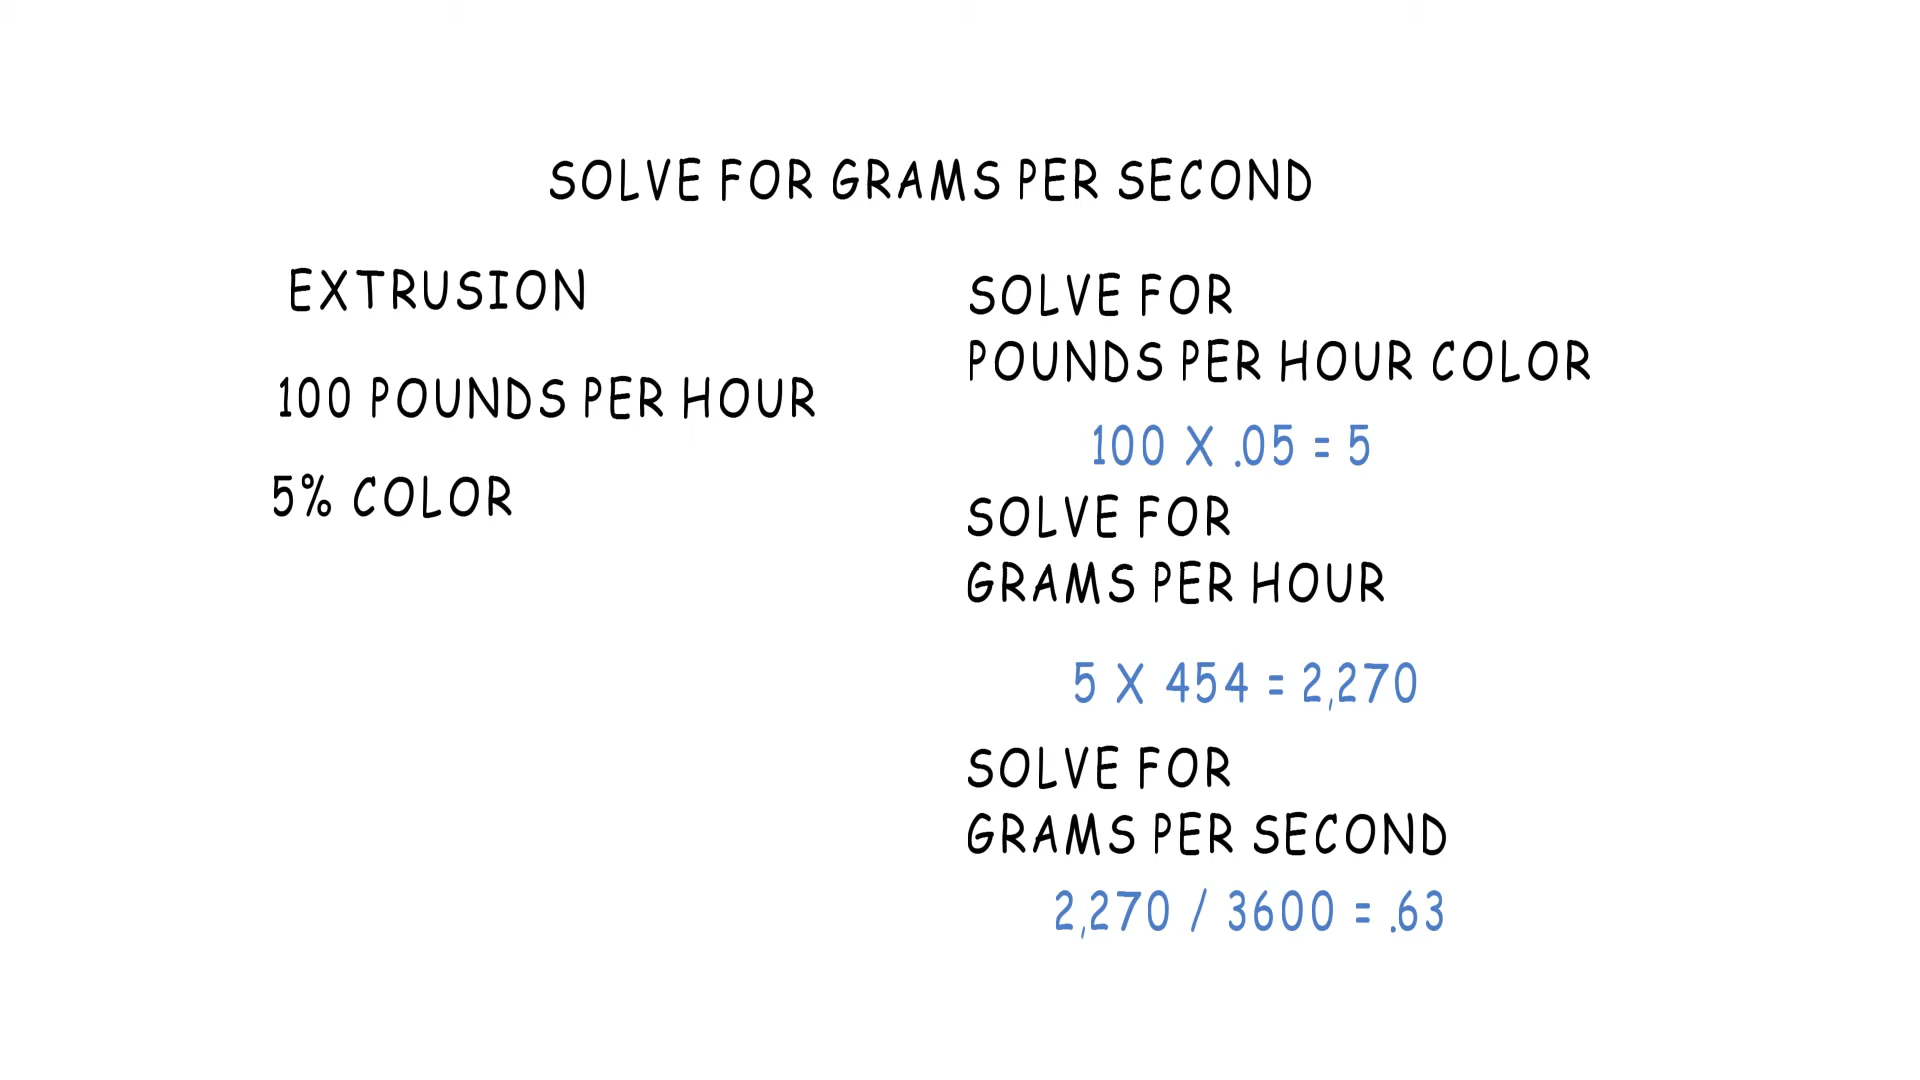 SOLVE FOR GRAMS PER SECOND
EXTRUSION
100 POUNDS PER HOUR
5% COLOR
SOLVE FOR
POUNDS PER HOUR COLOR
100 X .05 = 5
SOLVE FOR
GRAMS PER HOUR
5 X 454 = 2,270
SOLVE FOR
GRAMS PER SECOND
2,270 / 3600 = .63